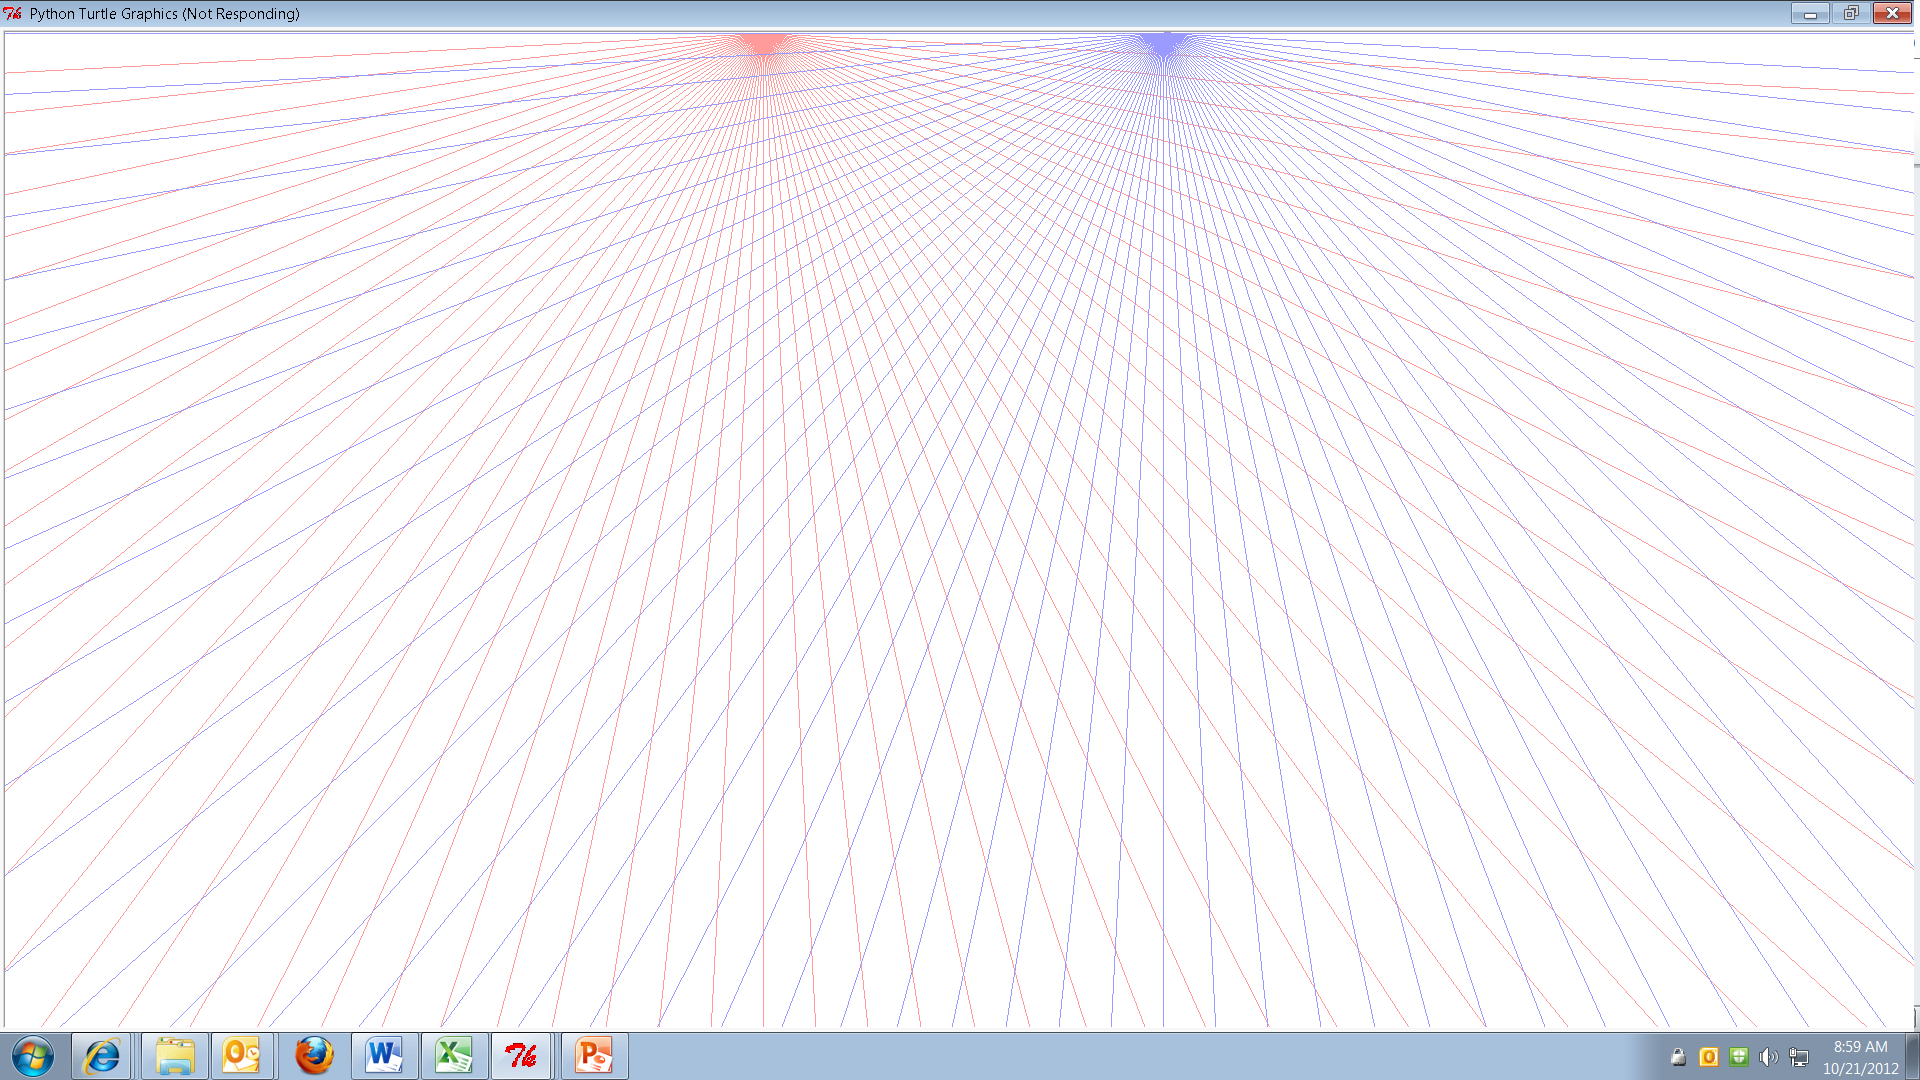 Python Turtle Graphics (Not Responding)
8:59 AM
10/21/2012